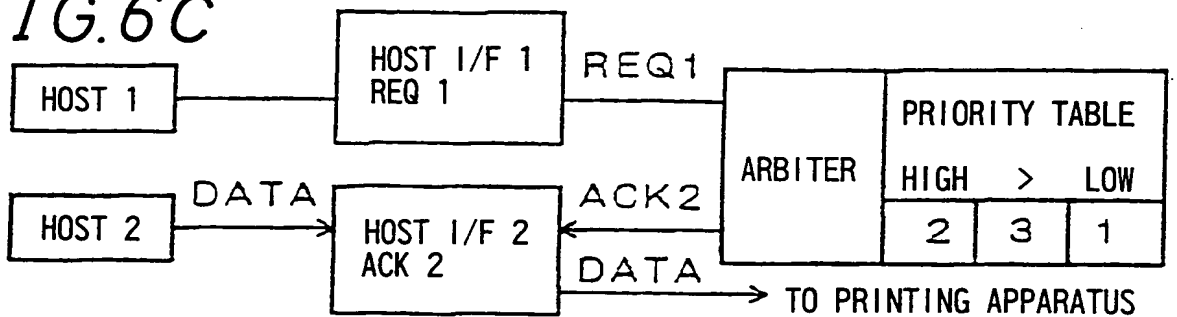 IG.6C
HOST 1
HOST I/F 1
REQ 1
REQ1
ARBITER
PRIORITY TABLE
HIGH > LOW
2 3 1
HOST 2
DATA
HOST I/F 2
ACK 2
ACK2
DATA
TO PRINTING APPARATUS